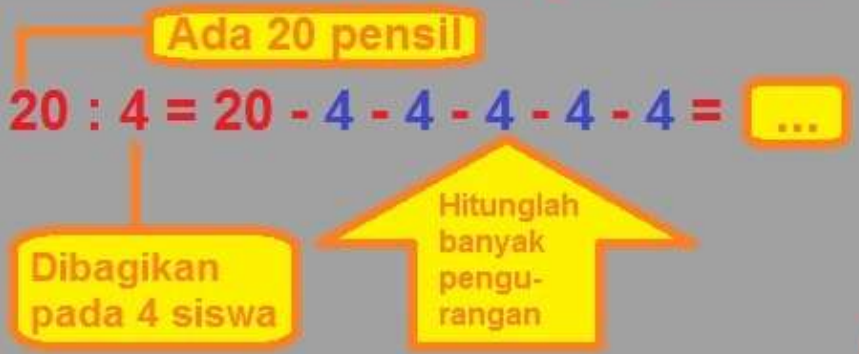 Ada 20 pensil
20 : 4 = 20 - 4 - 4 - 4 - 4 - 4 = ...
Hitunglah
banyak
pengu-
rangan
Dibagikan
pada 4 siswa